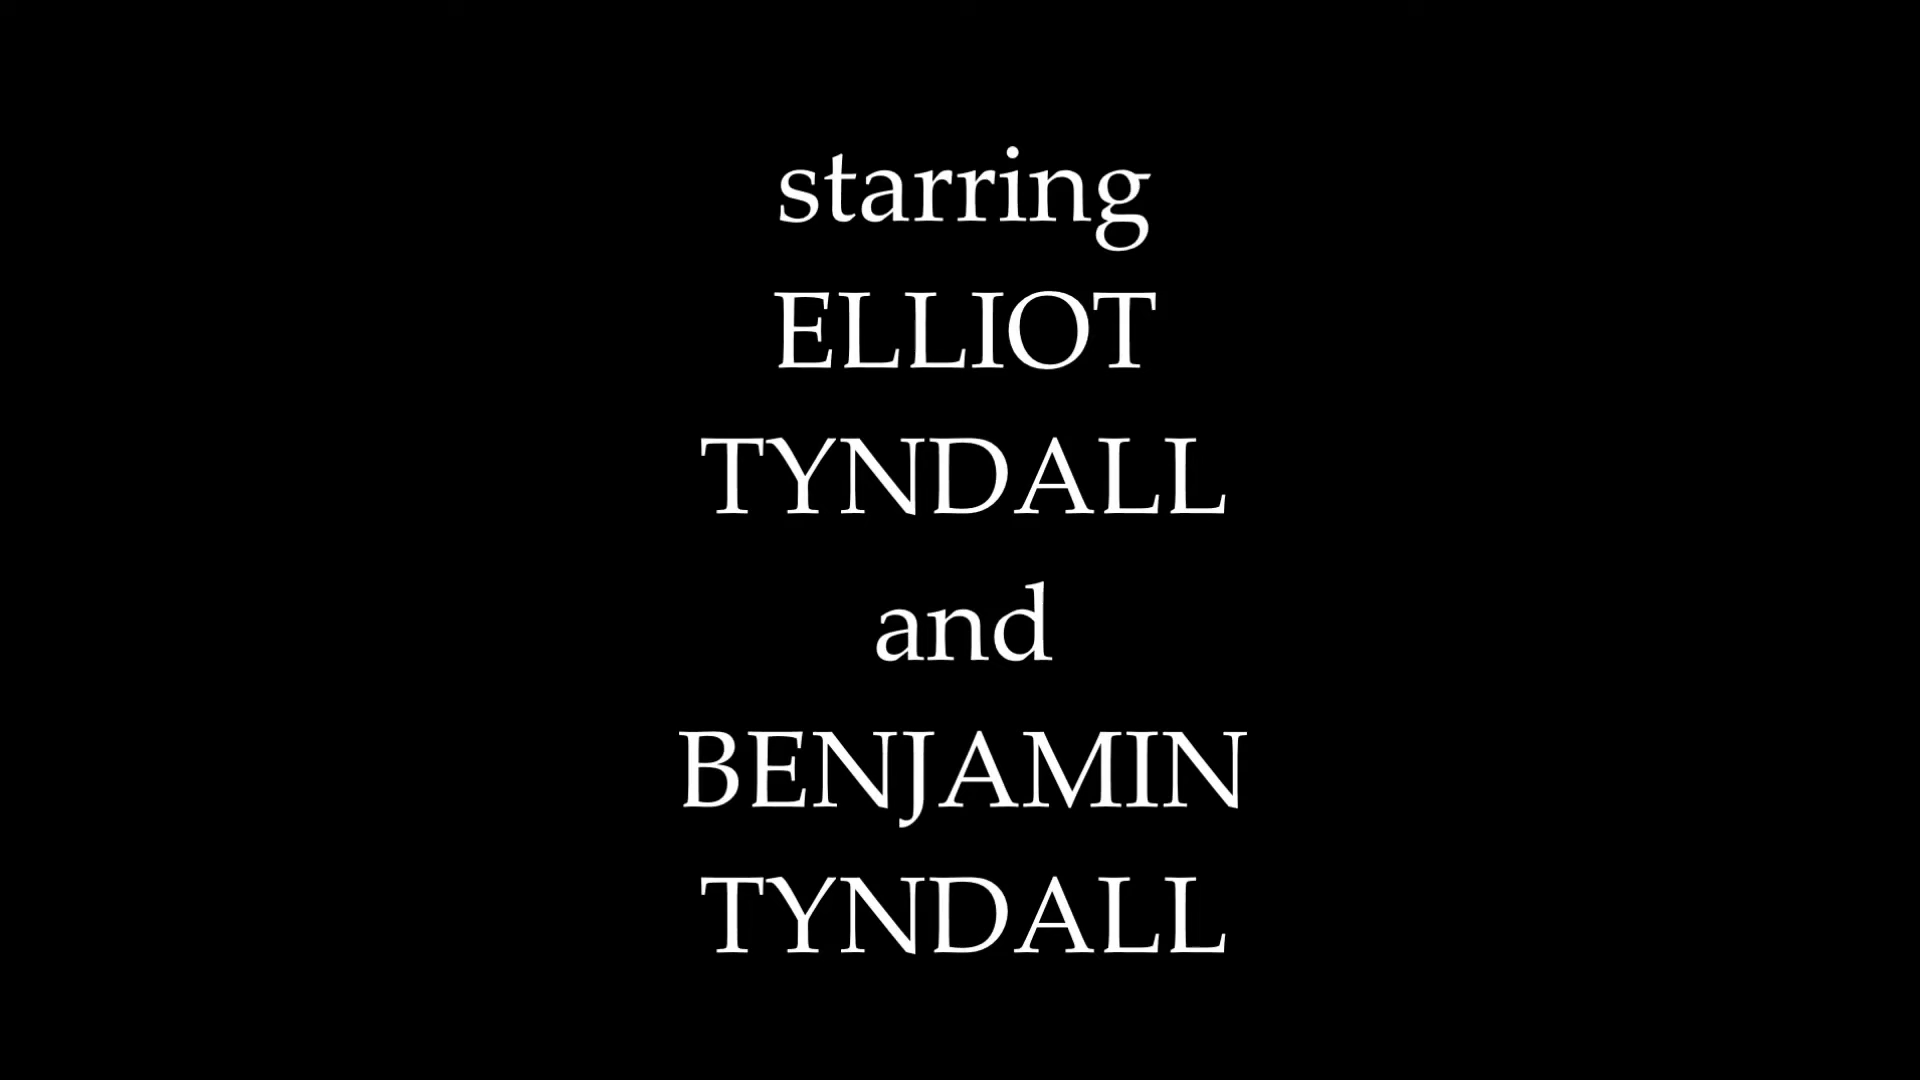 starring
ELLIOT
TYNDALL
and
BENJAMIN
TYNDALL